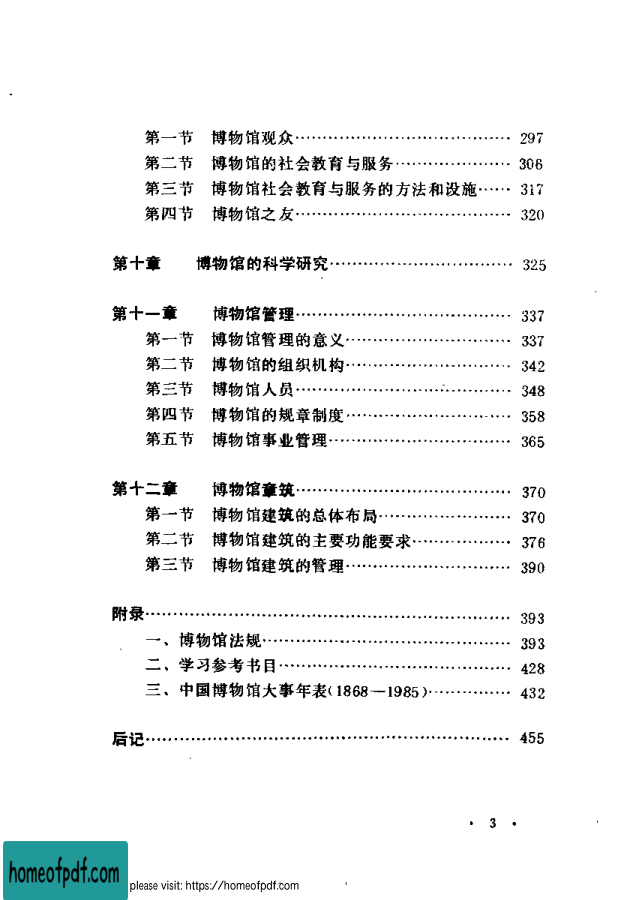 第一节 博物馆观众…………………………………… 297
第二节 博物馆的社会教育与服务………………… 306
第三节 博物馆社会教育与服务的方法和设施…… 317
第四节 博物馆之友…………………………………… 320
第十章 博物馆的科学研究…………………………… 325
第十一章 博物馆管理………………………………… 337
第一节 博物馆管理的意义………………………… 337
第二节 博物馆的组织机构………………………… 342
第三节 博物馆人员………………………………… 348
第四节 博物馆的规章制度………………………… 358
第五节 博物馆事业管理…………………………… 365
第十二章 博物馆章筑………………………………… 370
第一节 博物馆建筑的总体布局…………………… 370
第二节 博物馆建筑的主要功能要求……………… 376
第三节 博物馆建筑的管理………………………… 390
附录………………………………………………………… 393
一、博物馆法规……………………………………… 393
二、学习参考书目…………………………………… 428
三、中国博物馆大事年表(1868—1985)…………… 432
后记………………………………………………………… 455
· 3 ·
homeofpdf.com
please visit: https://homeofpdf.com